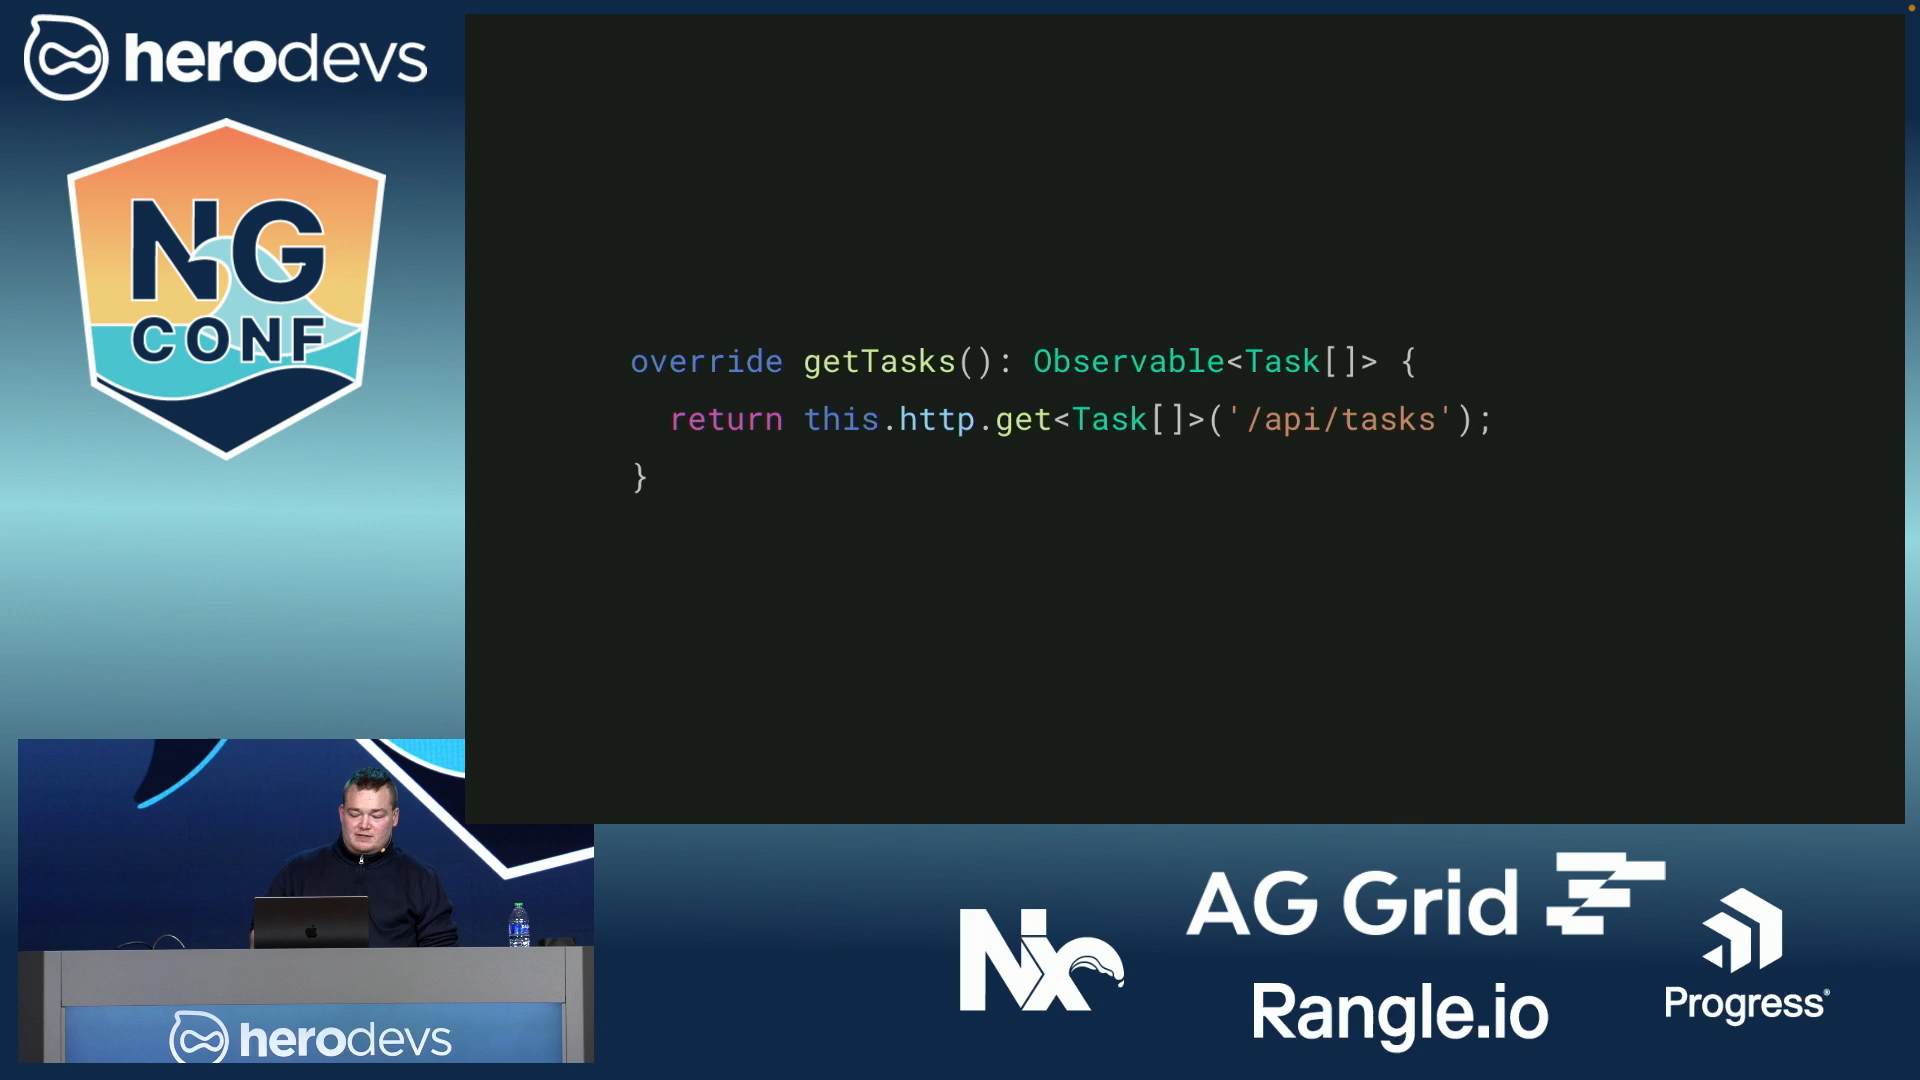 herodevs
NG
CONF
override getTasks(): Observable<Task[]> {
  return this.http.get<Task[]>('/api/tasks');
}
herodevs
Nx
AG Grid
Rangle.io
Progress®